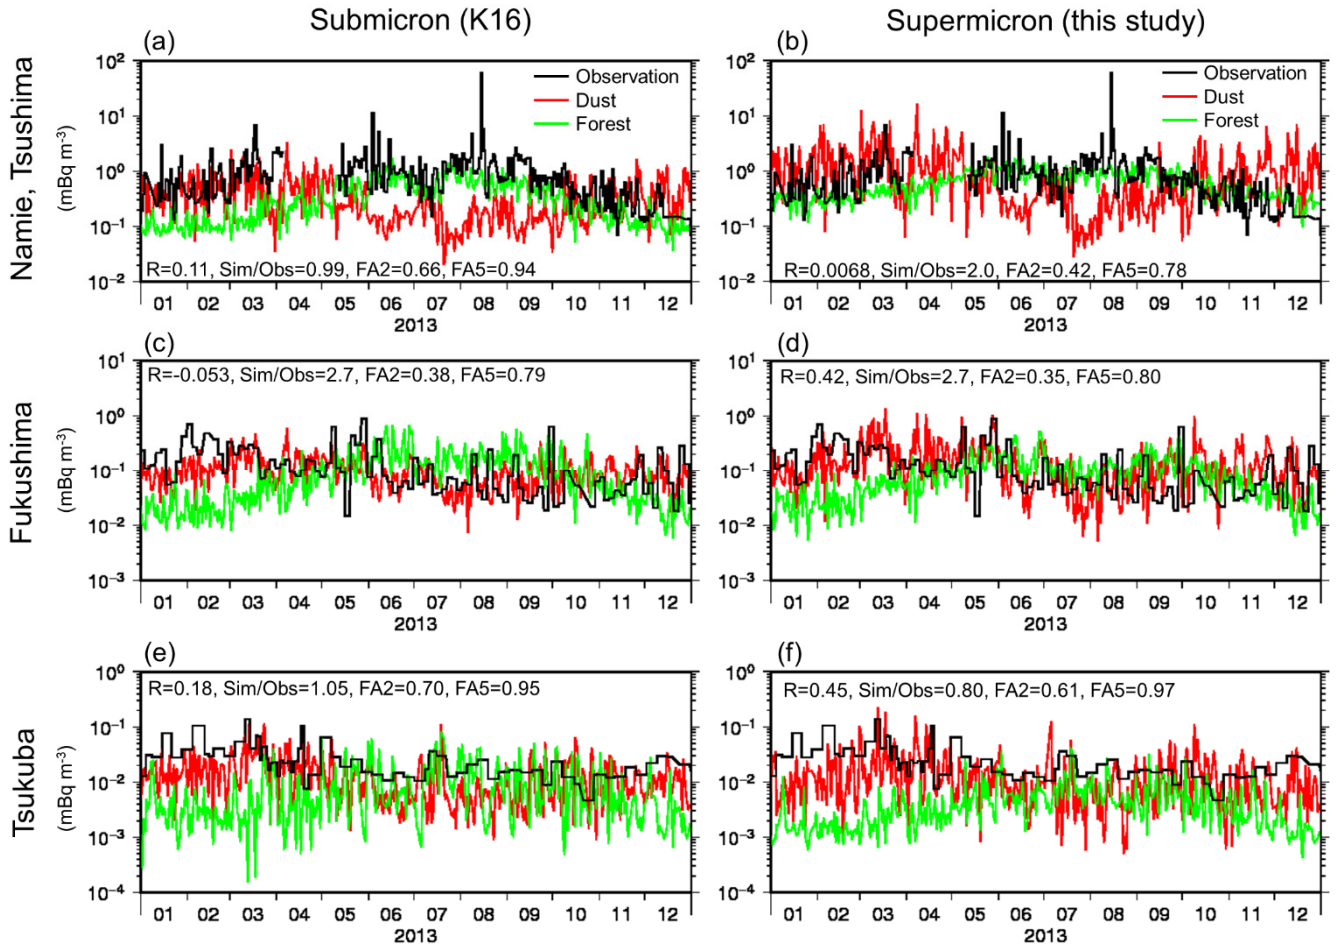 Submicron (K16)
Supermicron (this study)
(a)
Namie, Tsushima
(mBq m⁻³)
10²
10¹
10⁰
10⁻¹
10⁻²
Observation
Dust
Forest
R=0.11, Sim/Obs=0.99, FA2=0.66, FA5=0.94
01 02 03 04 05 06 07 08 09 10 11 12
2013
(b)
10²
10¹
10⁰
10⁻¹
10⁻²
Observation
Dust
Forest
R=0.0068, Sim/Obs=2.0, FA2=0.42, FA5=0.78
01 02 03 04 05 06 07 08 09 10 11 12
2013
(c)
Fukushima
(mBq m⁻³)
10¹
10⁰
10⁻¹
10⁻²
10⁻³
R=-0.053, Sim/Obs=2.7, FA2=0.38, FA5=0.79
01 02 03 04 05 06 07 08 09 10 11 12
2013
(d)
10¹
10⁰
10⁻¹
10⁻²
10⁻³
R=0.42, Sim/Obs=2.7, FA2=0.35, FA5=0.80
01 02 03 04 05 06 07 08 09 10 11 12
2013
(e)
Tsukuba
(mBq m⁻³)
10⁰
10⁻¹
10⁻²
10⁻³
10⁻⁴
R=0.18, Sim/Obs=1.05, FA2=0.70, FA5=0.95
01 02 03 04 05 06 07 08 09 10 11 12
2013
(f)
10⁰
10⁻¹
10⁻²
10⁻³
10⁻⁴
R=0.45, Sim/Obs=0.80, FA2=0.61, FA5=0.97
01 02 03 04 05 06 07 08 09 10 11 12
2013